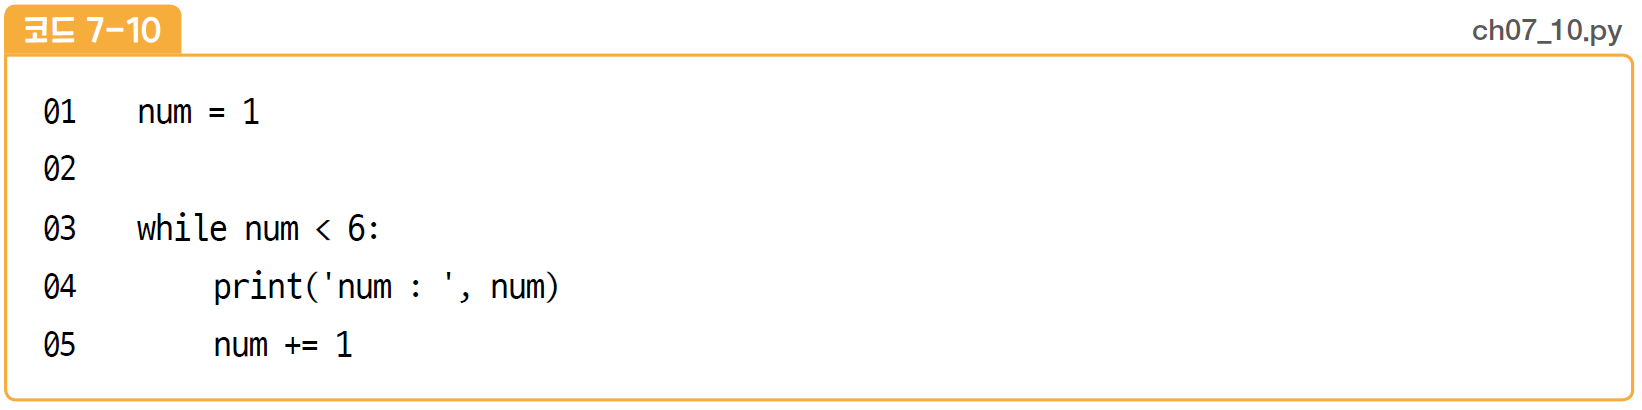 코드 7-10
ch07_10.py
01 num = 1
02
03 while num < 6:
04     print('num : ', num)
05     num += 1